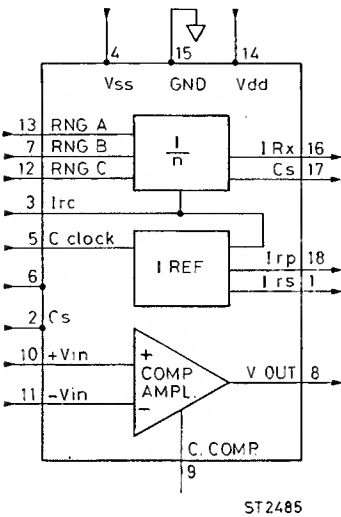 4 15 14
Vss GND Vdd
13 RNG A
7 RNG B
12 RNG C
1/n
IRx 16
Cs 17
3 Irc
5 C clock
I REF
Irp 18
Irs 1
6
2 Cs
10 +Vin
11 -Vin
+
COMP
AMPL.
-
V OUT 8
C. COMP.
9
ST2485